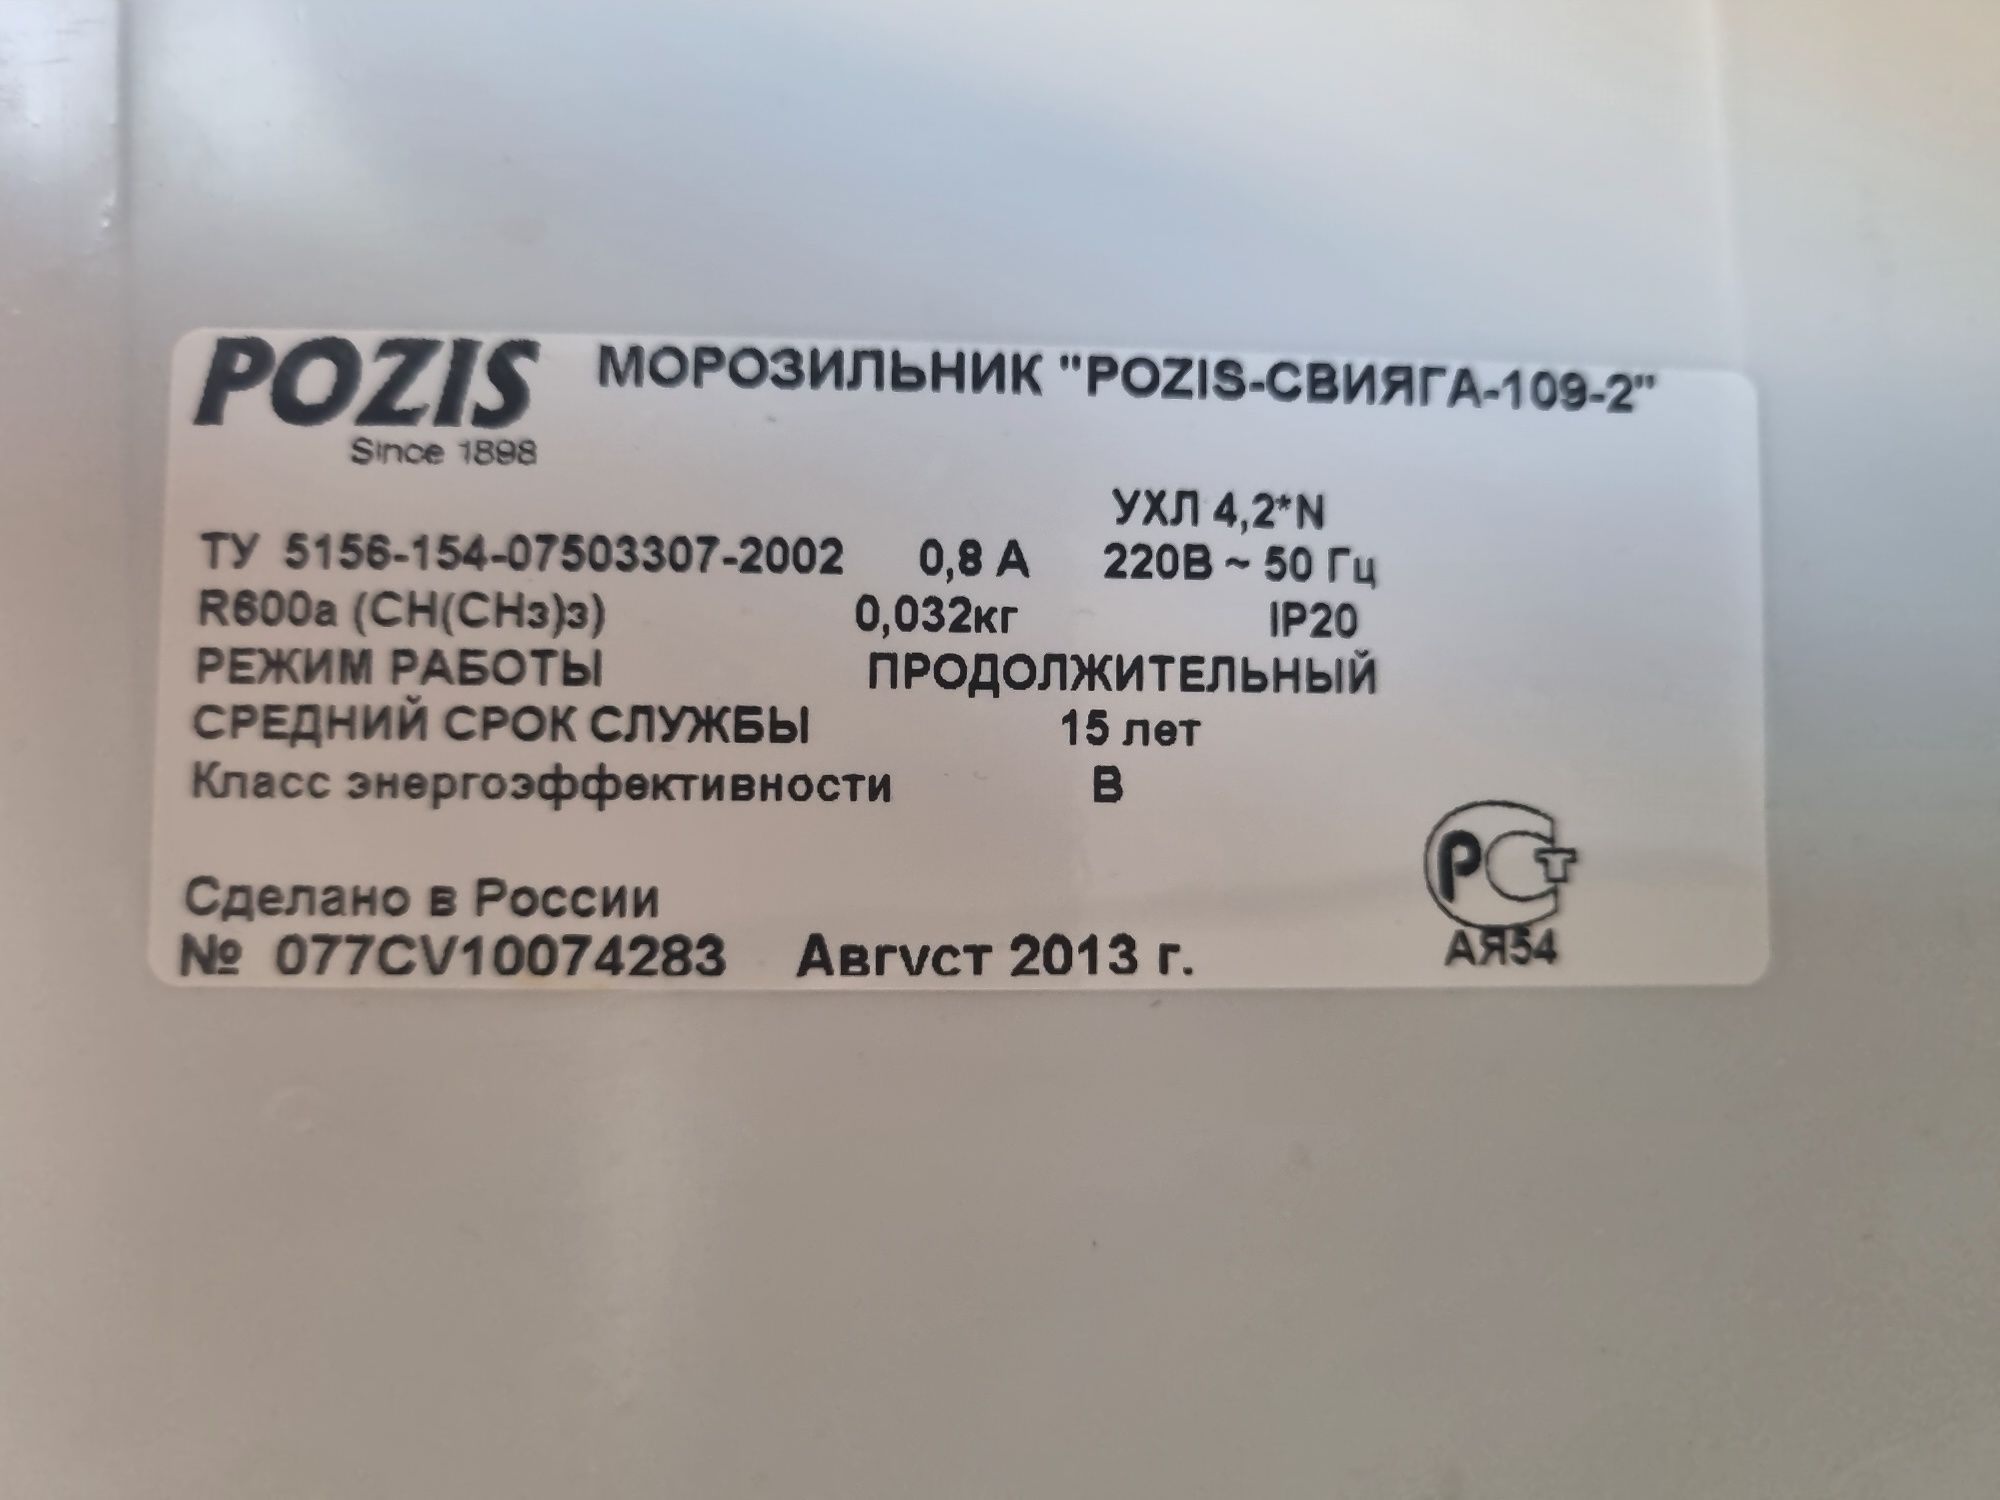 POZIS МОРОЗИЛЬНИК "POZIS-СВИЯГА-109-2"
Since 1898
УХЛ 4,2*N
ТУ 5156-154-07503307-2002 0,8 А 220В ~ 50 Гц
R600a (CH(CH3)3) 0,032кг IP20
РЕЖИМ РАБОТЫ ПРОДОЛЖИТЕЛЬНЫЙ
СРЕДНИЙ СРОК СЛУЖБЫ 15 лет
Класс энергоэффективности B
Сделано в России
№ 077CV10074283 Август 2013 г.
РСТ
АЯ54